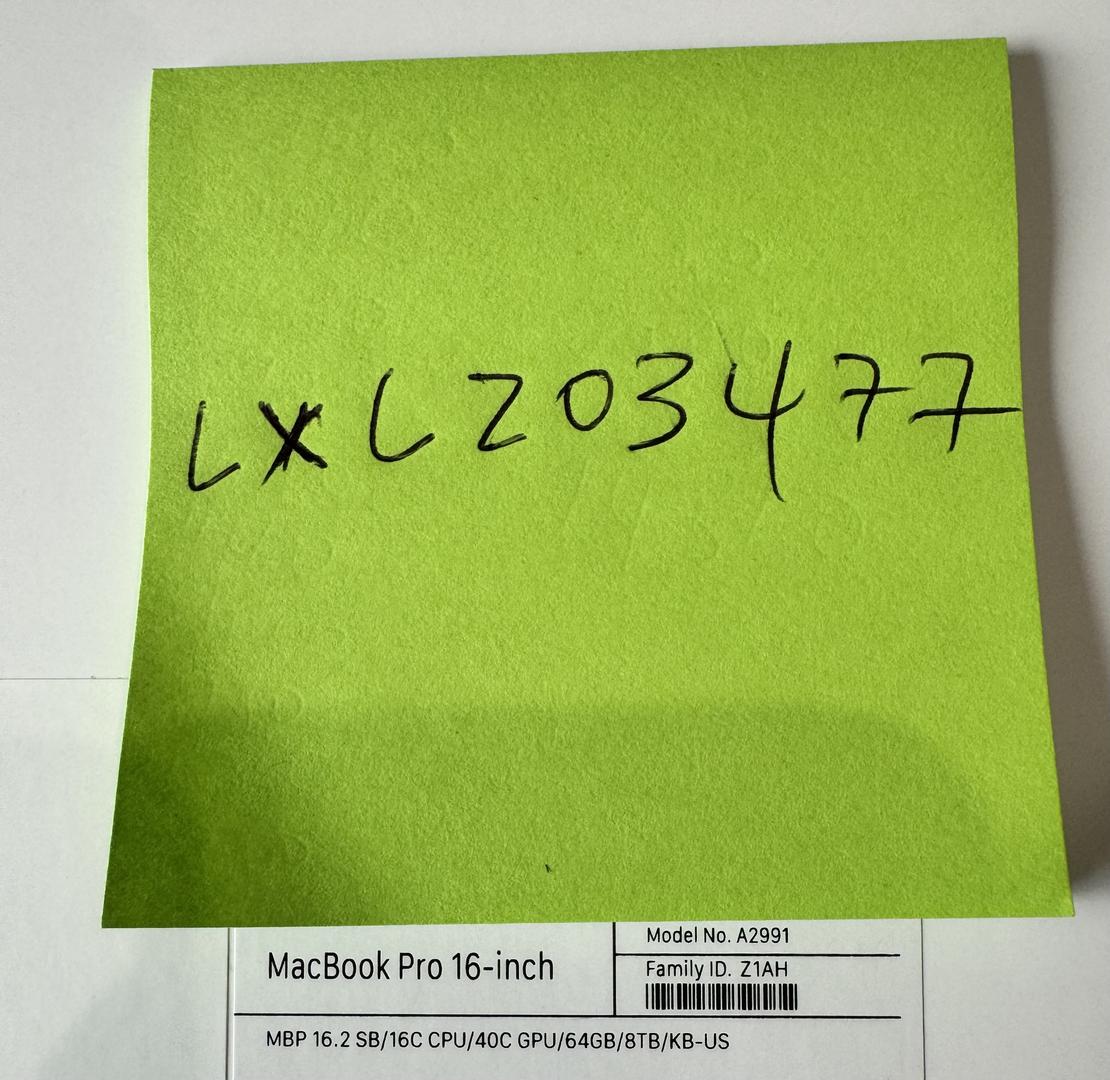 LXL203477
MacBook Pro 16-inch
Model No. A2991
Family ID. Z1AH
MBP 16.2 SB/16C CPU/40C GPU/64GB/8TB/KB-US